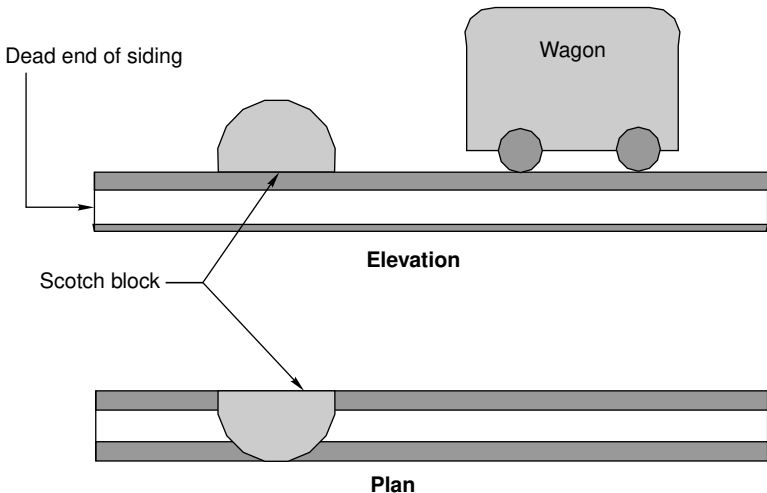 Wagon
Dead end of siding
Elevation
Scotch block
Plan